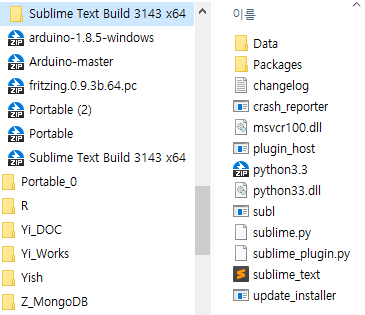 Sublime Text Build 3143 x64
arduino-1.8.5-windows
Arduino-master
fritzing.0.9.3b.64.pc
Portable (2)
Portable
Sublime Text Build 3143 x64
Portable_0
R
Yi_DOC
Yi_Works
Yish
Z_MongoDB
이름
Data
Packages
changelog
crash_reporter
msvcr100.dll
plugin_host
python3.3
python33.dll
subl
sublime.py
sublime_plugin.py
sublime_text
update_installer